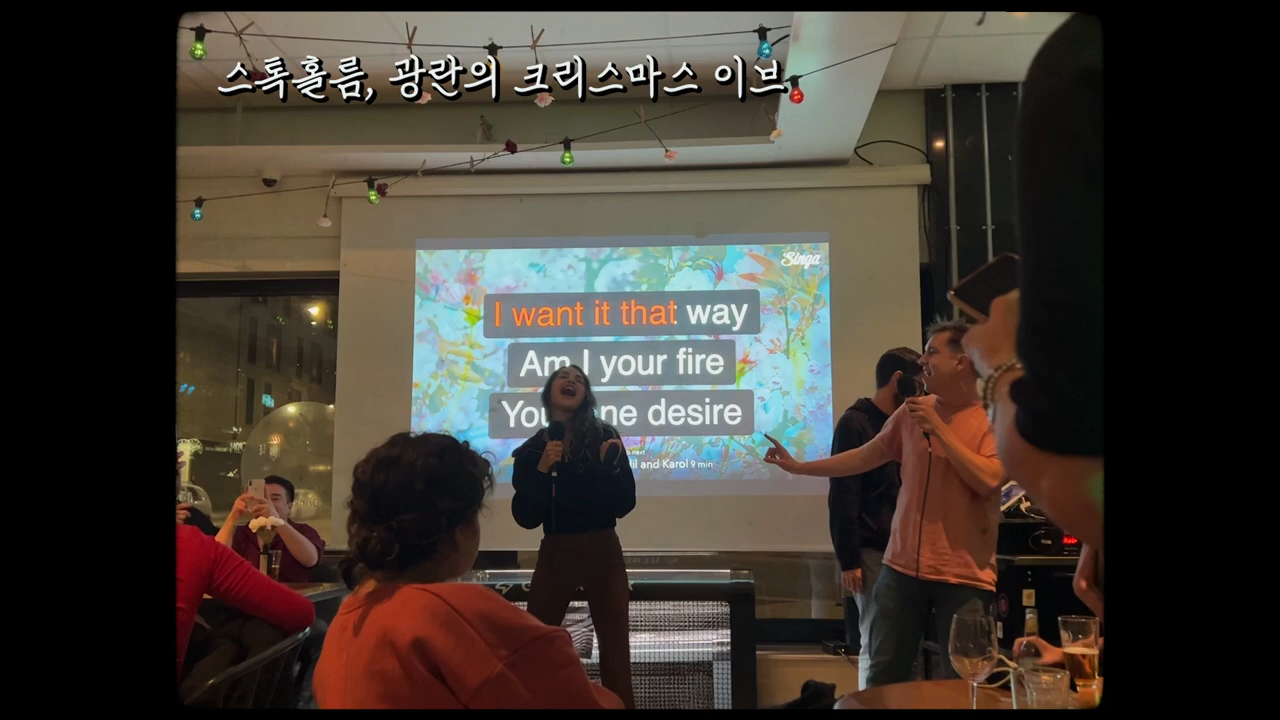 스톡홀름, 광란의 크리스마스 이브
Singa
I want it that way
Am I your fire
desire
and Karol 9 min